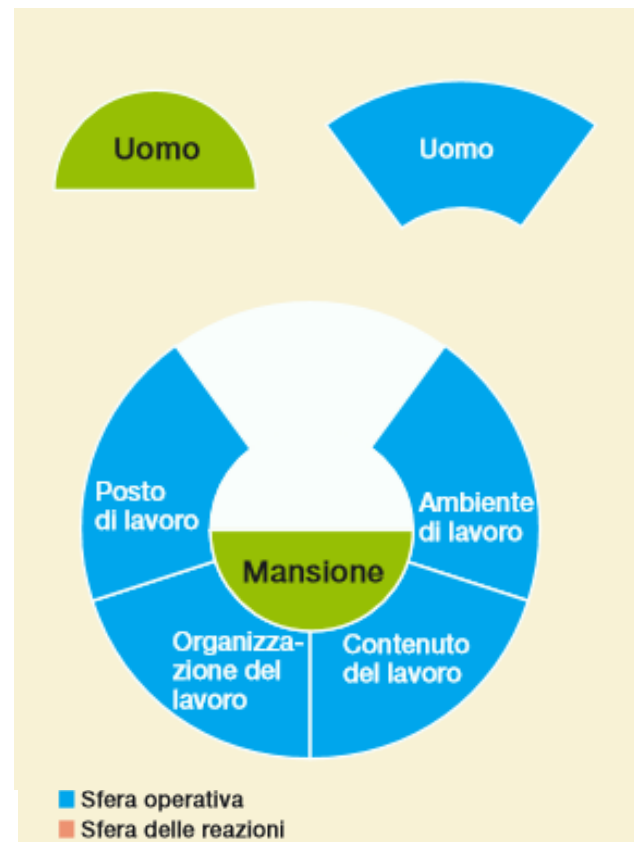 Uomo
Uomo
Posto
di lavoro
Ambiente
di lavoro
Mansione
Organizza-
zione del
lavoro
Contenuto
del lavoro
Sfera operativa
Sfera delle reazioni